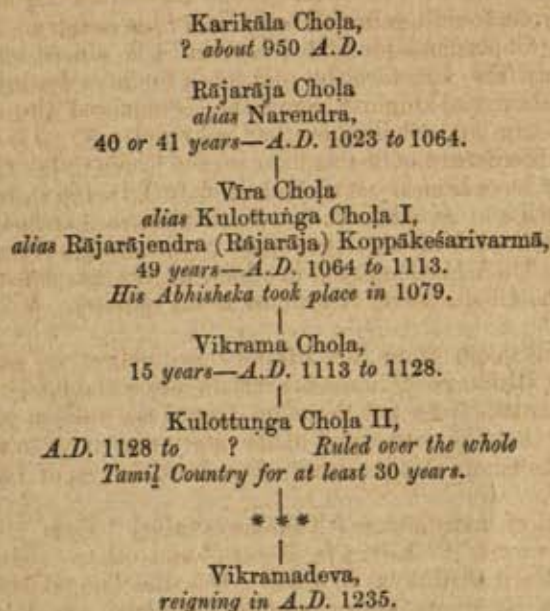 Karikāla Choḷa,
? about 950 A.D.
Rājarāja Choḷa
alias Narendra,
40 or 41 years—A.D. 1023 to 1064.
Vīra Choḷa
alias Kulottuṅga Choḷa I,
alias Rājarājendra (Rājarāja) Koppākeśarivarmā,
49 years—A.D. 1064 to 1113.
His Abhisheka took place in 1079.
Vikrama Choḷa,
15 years—A.D. 1113 to 1128.
Kulottuṇga Choḷa II,
A.D. 1128 to ? Ruled over the whole
Tamiḻ Country for at least 30 years.
* * *
Vikramadeva,
reigning in A.D. 1235.